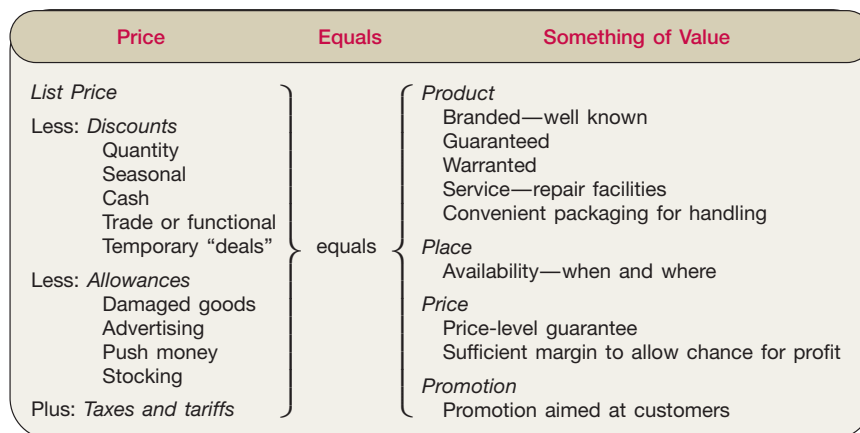 Price Equals Something of Value
List Price
Less: Discounts
Quantity
Seasonal
Cash
Trade or functional
Temporary “deals”
Less: Allowances
Damaged goods
Advertising
Push money
Stocking
Plus: Taxes and tariffs
equals
Product
Branded—well known
Guaranteed
Warranted
Service—repair facilities
Convenient packaging for handling
Place
Availability—when and where
Price
Price-level guarantee
Sufficient margin to allow chance for profit
Promotion
Promotion aimed at customers